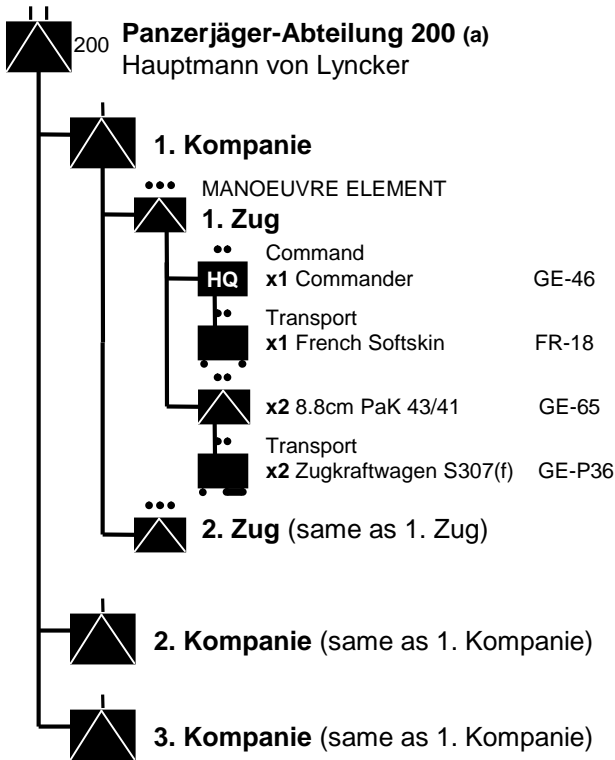 200 Panzerjäger-Abteilung 200 (a)
Hauptmann von Lyncker
1. Kompanie
MANOEUVRE ELEMENT
1. Zug
Command
HQ x1 Commander GE-46
Transport
x1 French Softskin FR-18
x2 8.8cm PaK 43/41 GE-65
Transport
x2 Zugkraftwagen S307(f) GE-P36
2. Zug (same as 1. Zug)
2. Kompanie (same as 1. Kompanie)
3. Kompanie (same as 1. Kompanie)